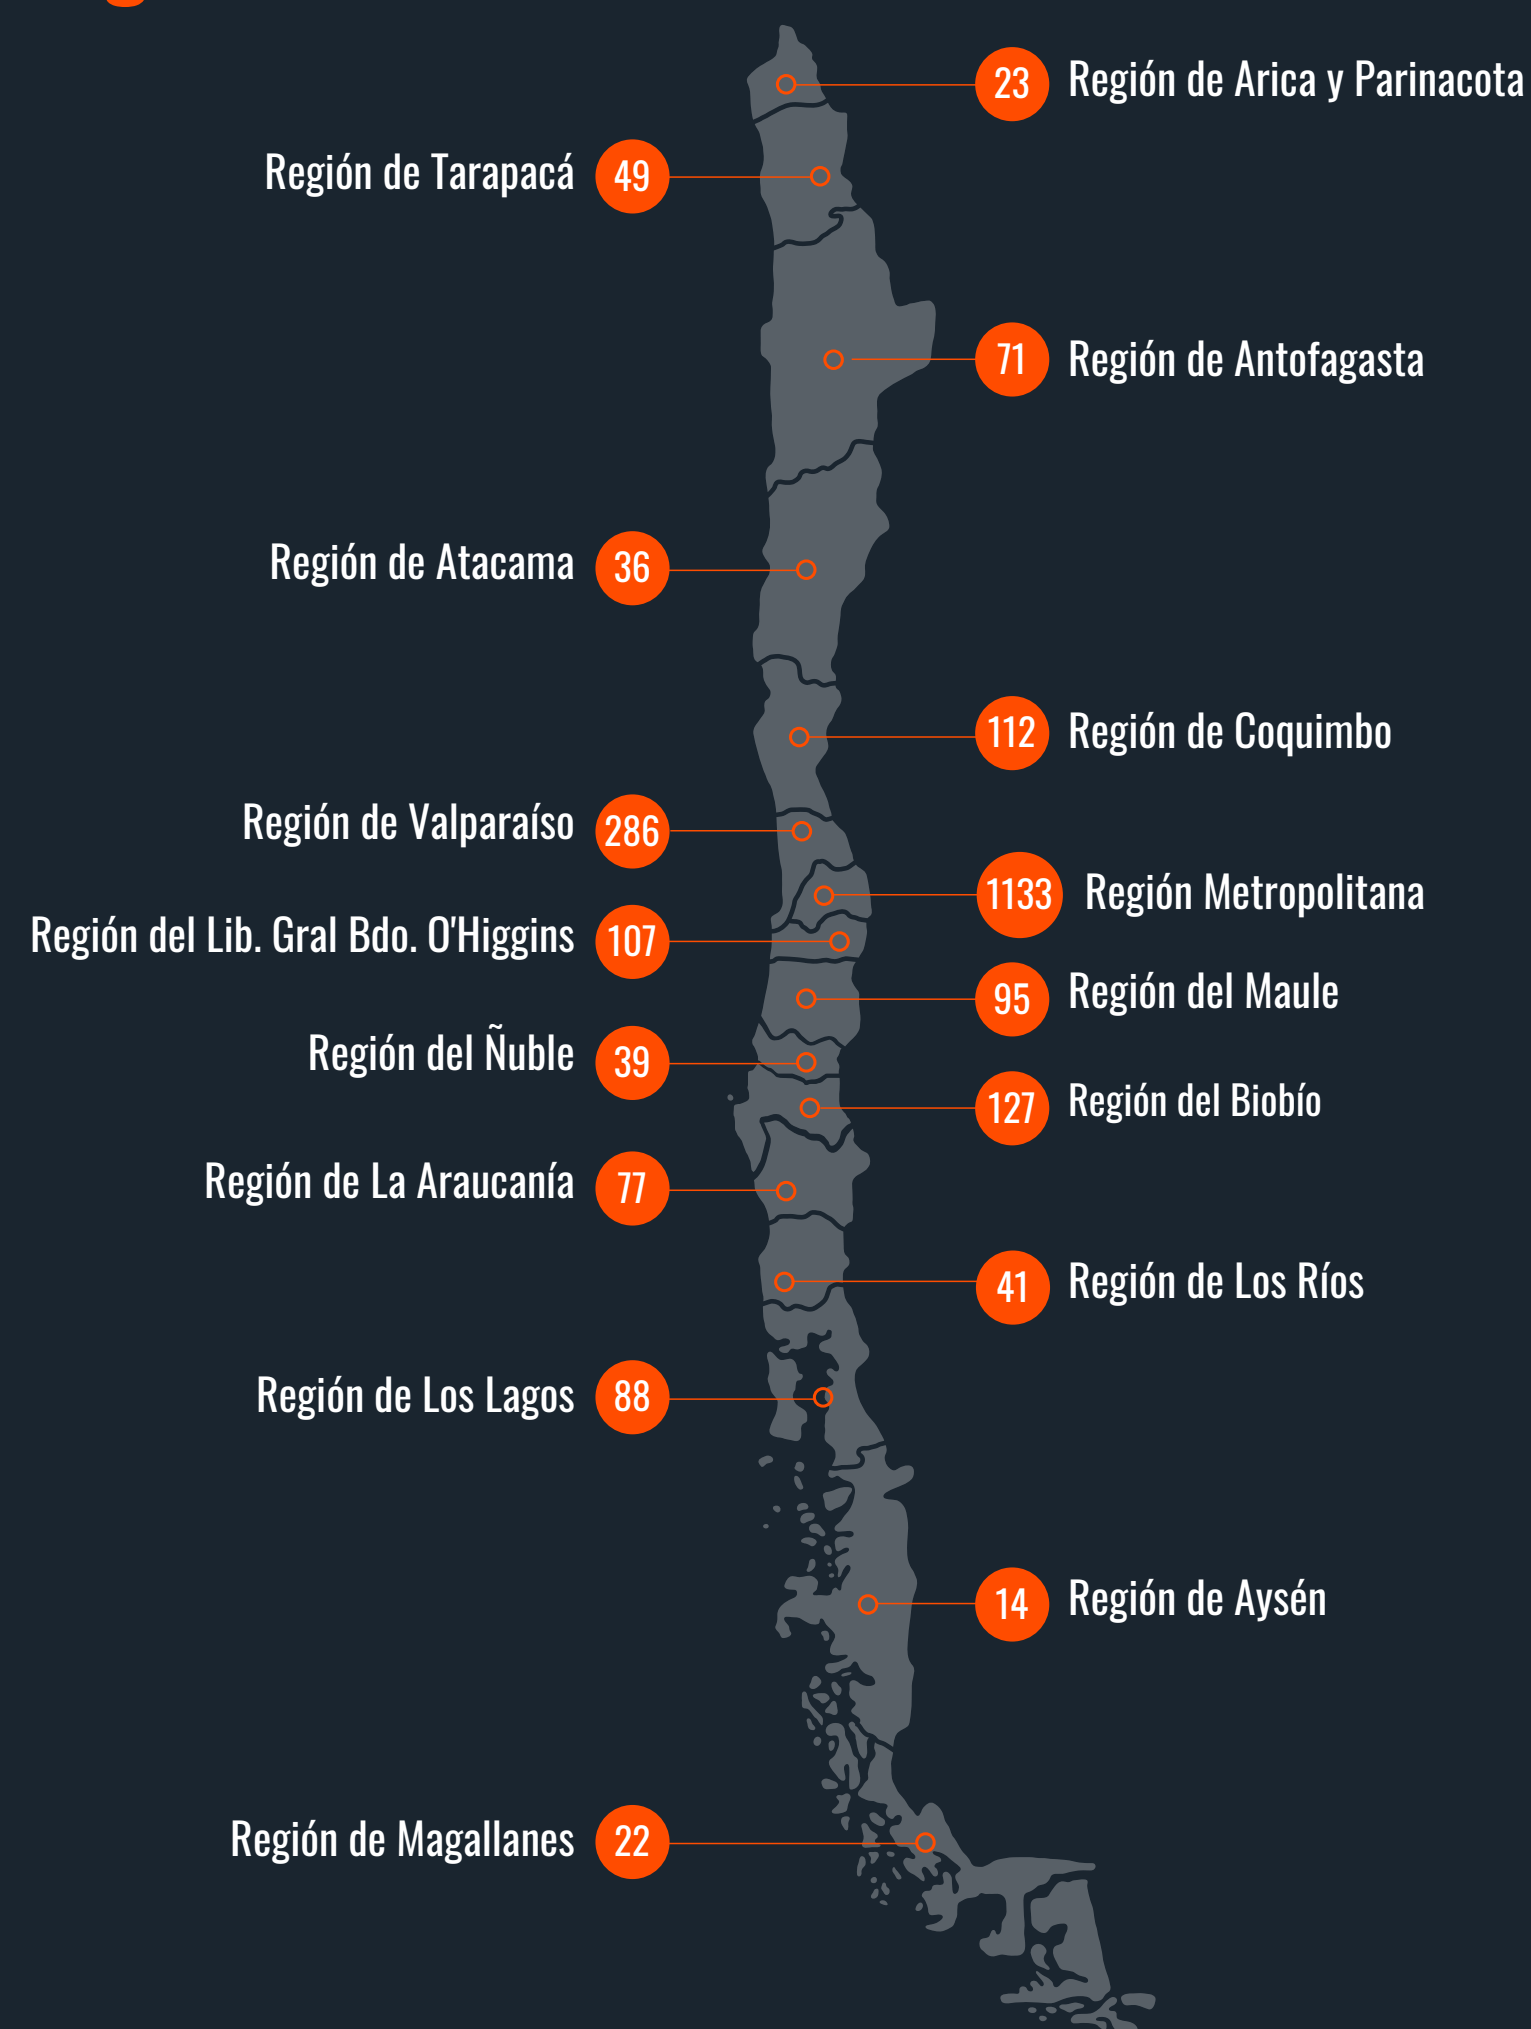 23 Región de Arica y Parinacota
Región de Tarapacá 49
71 Región de Antofagasta
Región de Atacama 36
112 Región de Coquimbo
Región de Valparaíso 286
1133 Región Metropolitana
Región del Lib. Gral Bdo. O'Higgins 107
95 Región del Maule
Región del Ñuble 39
127 Región del Biobío
Región de La Araucanía 77
41 Región de Los Ríos
Región de Los Lagos 88
14 Región de Aysén
Región de Magallanes 22